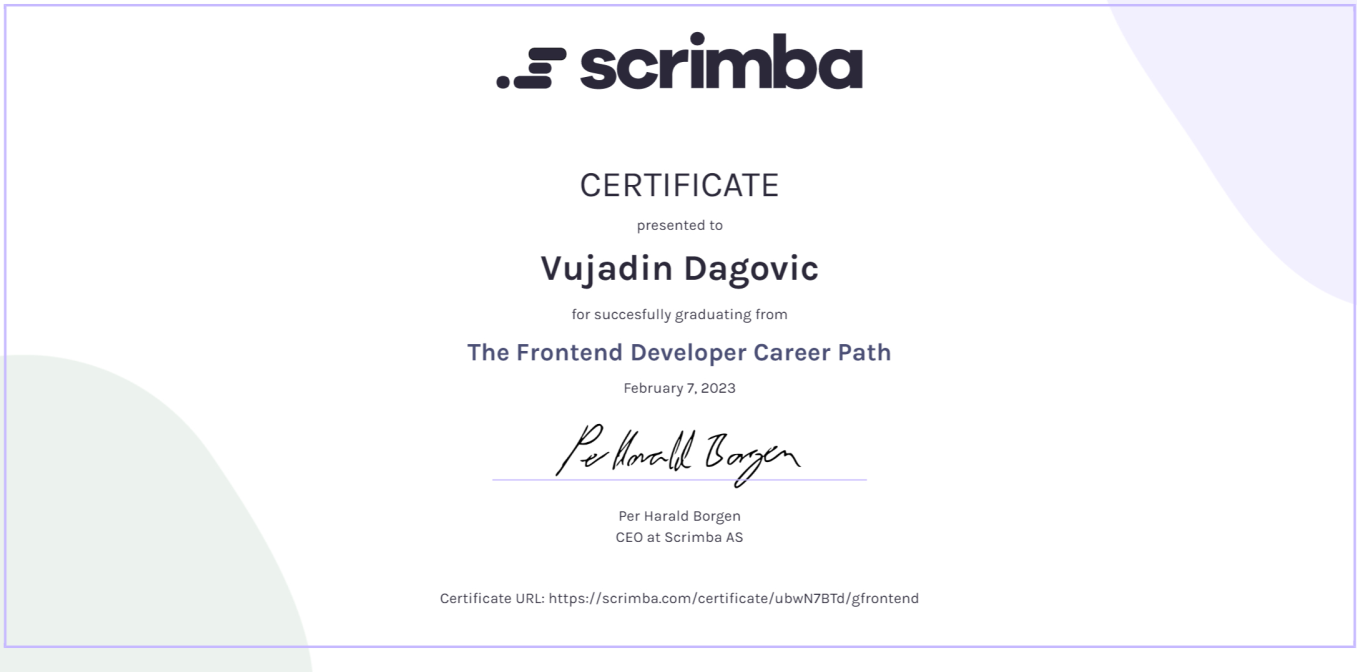 scrimba
CERTIFICATE
presented to
Vujadin Dagovic
for succesfully graduating from
The Frontend Developer Career Path
February 7, 2023
Per Harald Borgen
Per Harald Borgen
CEO at Scrimba AS
Certificate URL: https://scrimba.com/certificate/ubwN7BTd/gfrontend